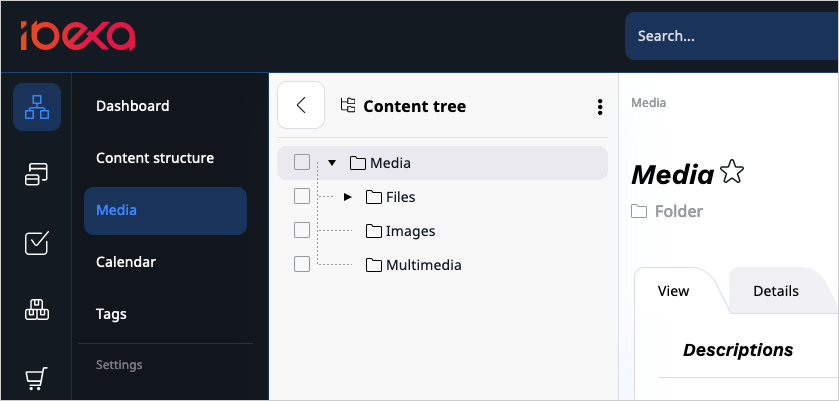 ibexa
Search...
Dashboard
Content structure
Media
Calendar
Tags
Settings
Content tree
Media
Files
Images
Multimedia
Media
Media
Folder
View
Details
Descriptions